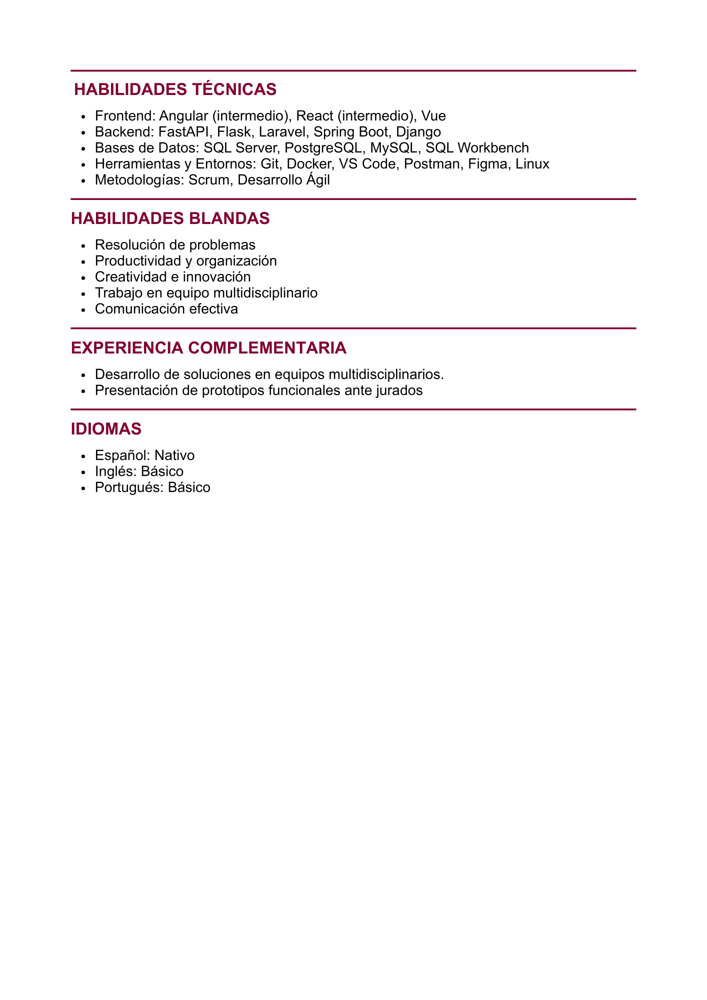 HABILIDADES TÉCNICAS
• Frontend: Angular (intermedio), React (intermedio), Vue
• Backend: FastAPI, Flask, Laravel, Spring Boot, Django
• Bases de Datos: SQL Server, PostgreSQL, MySQL, SQL Workbench
• Herramientas y Entornos: Git, Docker, VS Code, Postman, Figma, Linux
• Metodologías: Scrum, Desarrollo Ágil
HABILIDADES BLANDAS
• Resolución de problemas
• Productividad y organización
• Creatividad e innovación
• Trabajo en equipo multidisciplinario
• Comunicación efectiva
EXPERIENCIA COMPLEMENTARIA
• Desarrollo de soluciones en equipos multidisciplinarios.
• Presentación de prototipos funcionales ante jurados
IDIOMAS
• Español: Nativo
• Inglés: Básico
• Portugués: Básico